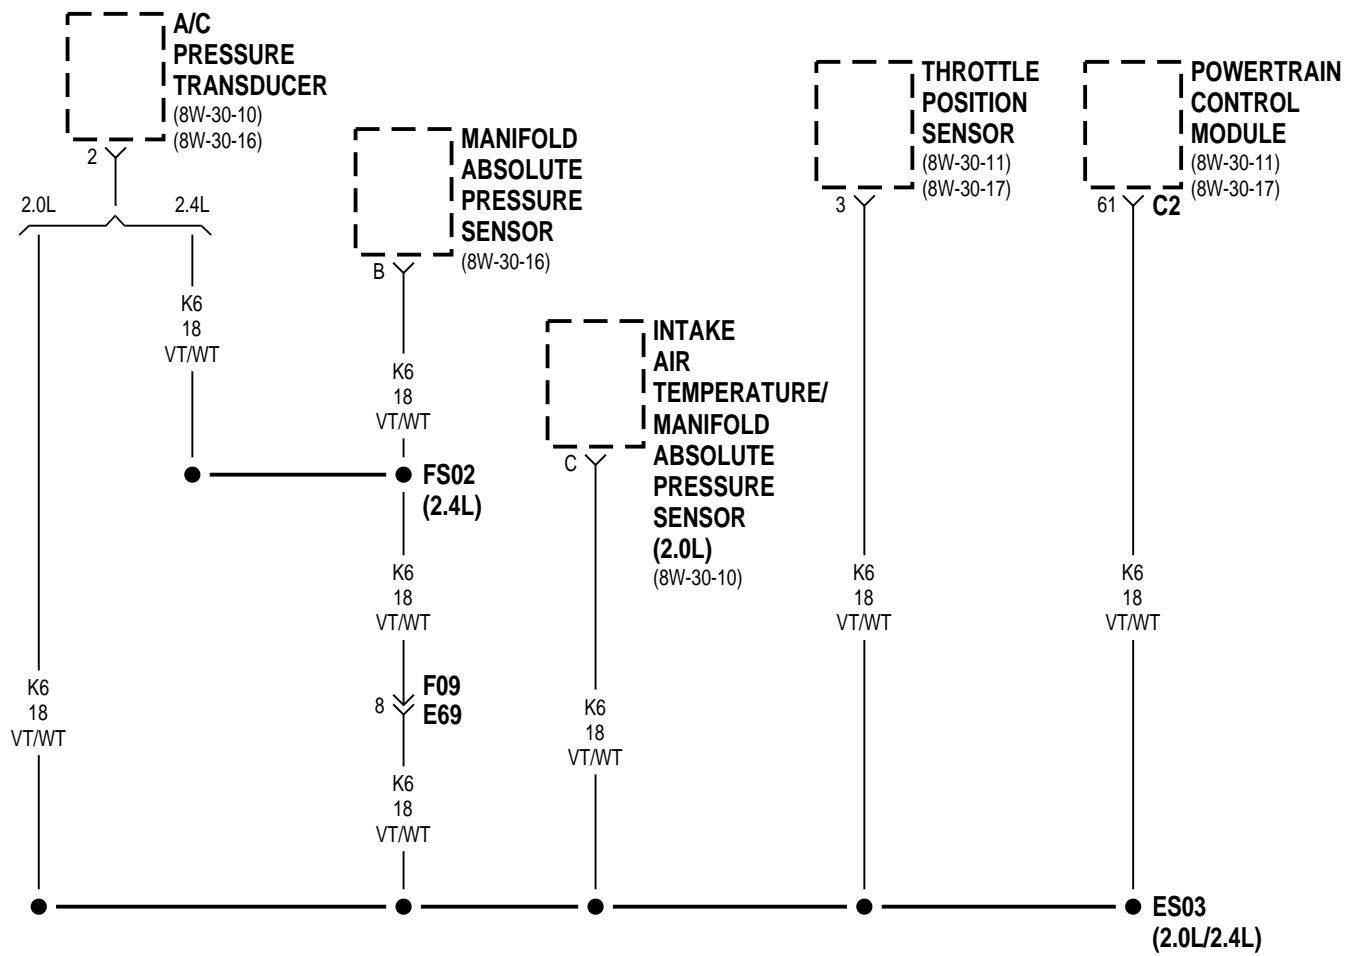 A/C
PRESSURE
TRANSDUCER
(8W-30-10)
(8W-30-16)
2
2.0L
2.4L
K6
18
VT/WT
K6
18
VT/WT
MANIFOLD
ABSOLUTE
PRESSURE
SENSOR
(8W-30-16)
B
K6
18
VT/WT
FS02
(2.4L)
K6
18
VT/WT
8
F09
E69
K6
18
VT/WT
INTAKE
AIR
TEMPERATURE/
MANIFOLD
ABSOLUTE
PRESSURE
SENSOR
(2.0L)
(8W-30-10)
C
K6
18
VT/WT
THROTTLE
POSITION
SENSOR
(8W-30-11)
(8W-30-17)
3
K6
18
VT/WT
POWERTRAIN
CONTROL
MODULE
(8W-30-11)
(8W-30-17)
61
C2
K6
18
VT/WT
ES03
(2.0L/2.4L)